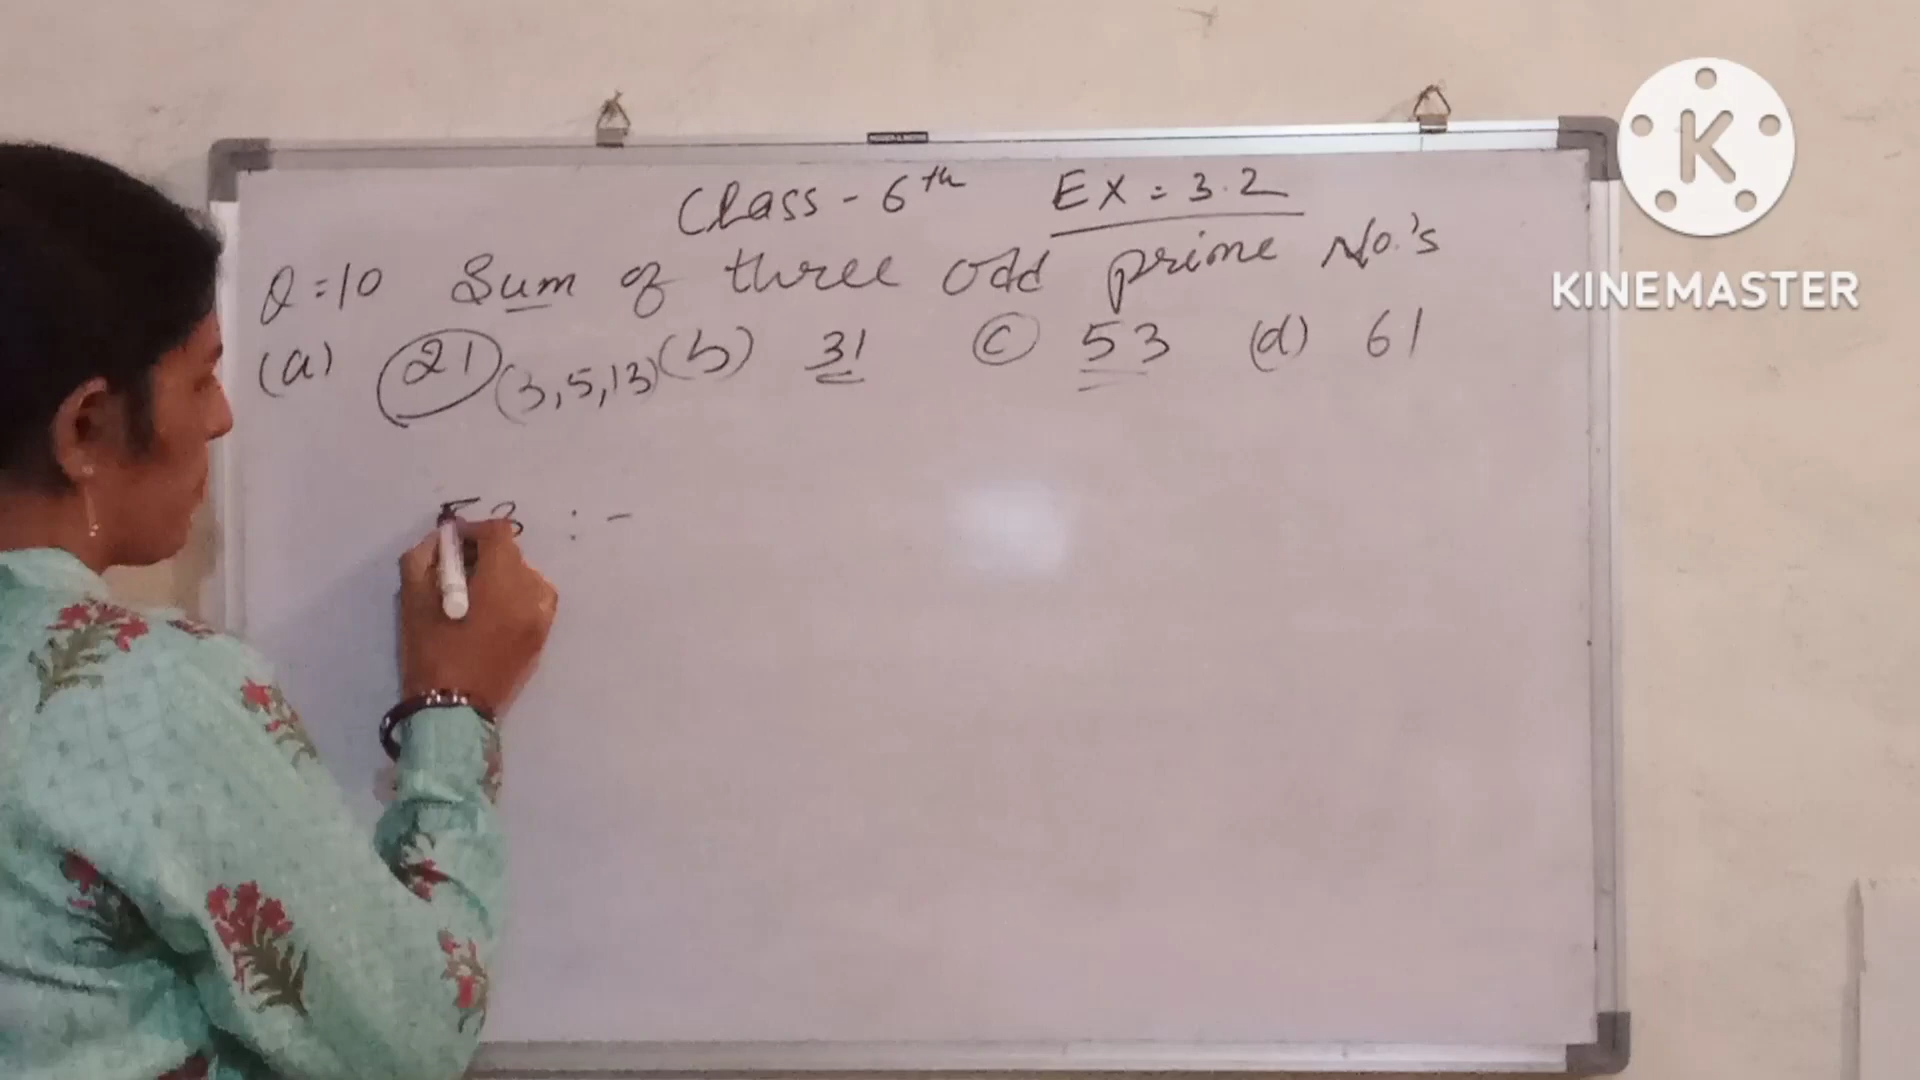 Class - 6th EX = 3.2
Q = 10 Sum of three odd prime No.'s
(a) 21 (3,5,13) (b) 31 (c) 53 (d) 61
53 : -
K
KINEMASTER